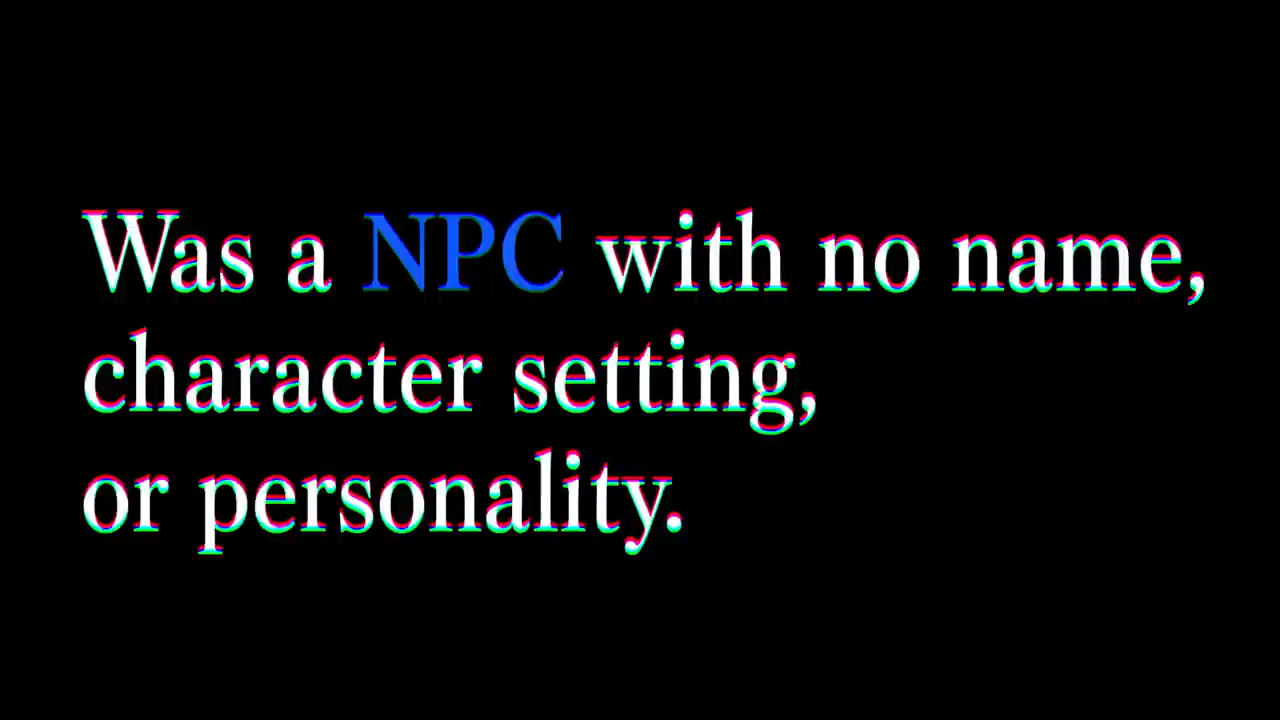 Was a NPC with no name,
character setting,
or personality.